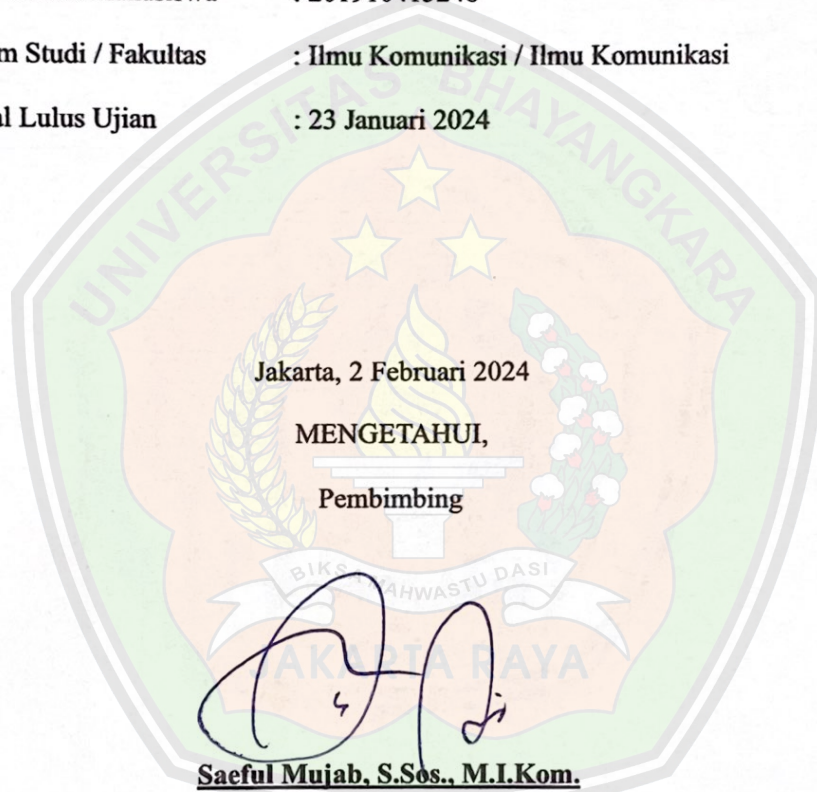 m Studi / Fakultas : Ilmu Komunikasi / Ilmu Komunikasi
al Lulus Ujian : 23 Januari 2024
UNIVERSITAS BHAYANGKARA
Jakarta, 2 Februari 2024
MENGETAHUI,
Pembimbing
BIKSA MAHWASTU DASI
JAKARTA RAYA
Saeful Mujab, S.Sos., M.I.Kom.